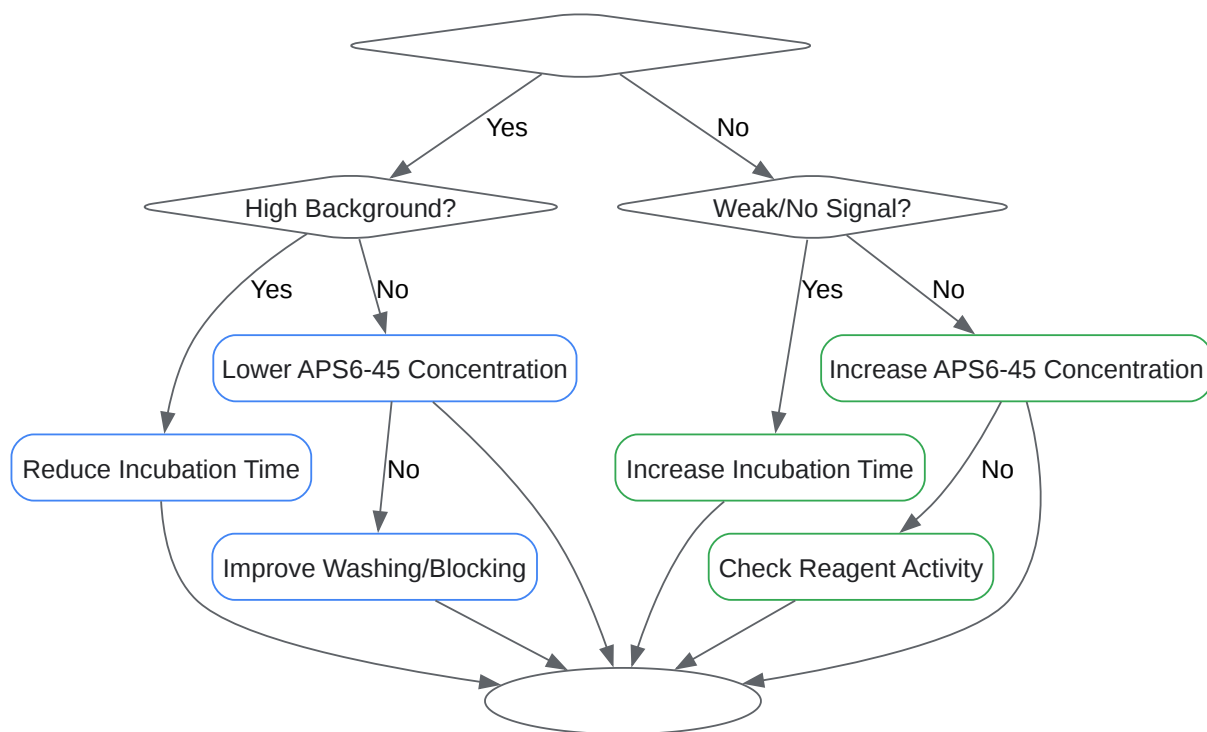 Yes
No
High Background?
Weak/No Signal?
Yes
No
Yes
No
Lower APS6-45 Concentration
Increase APS6-45 Concentration
Reduce Incubation Time
No
Increase Incubation Time
No
Improve Washing/Blocking
Check Reagent Activity